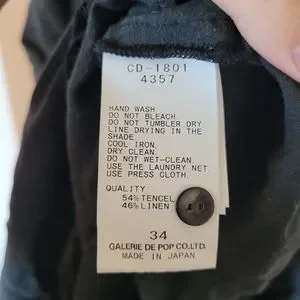 CD-1801
4357
HAND WASH
DO NOT BLEACH.
DO NOT TUMBLER DRY
LINE DRYING IN THE
SHADE.
COOL IRON.
DRY CLEAN.
DO NOT WET-CLEAN.
USE THE LAUNDRY NET
USE PRESS CLOTH.
QUALITY
54% TENCEL
46% LINEN
34
GALERIE DE POP CO.LTD.
MADE IN JAPAN